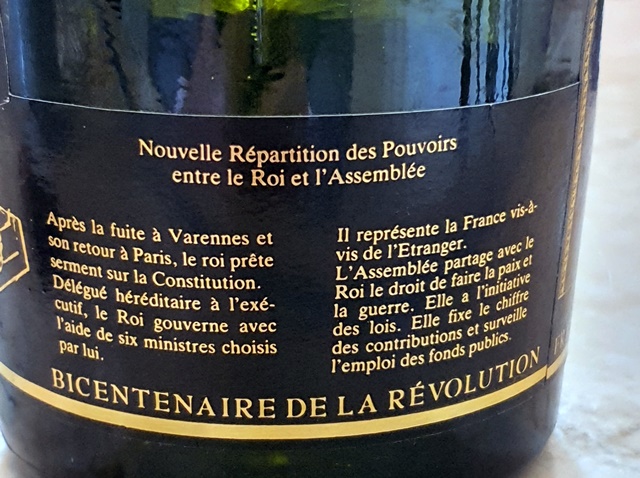 Nouvelle Répartition des Pouvoirs
entre le Roi et l'Assemblée
Après la fuite à Varennes et
son retour à Paris, le roi prête
serment sur la Constitution.
Délégué héréditaire à l'exé-
cutif, le Roi gouverne avec
l'aide de six ministres choisis
par lui.
Il représente la France vis-à-
vis de l'Etranger.
L'Assemblée partage avec le
Roi le droit de faire la paix et
la guerre. Elle a l'initiative
des lois. Elle fixe le chiffre
des contributions et surveille
l'emploi des fonds publics.
BICENTENAIRE DE LA RÉVOLUTION